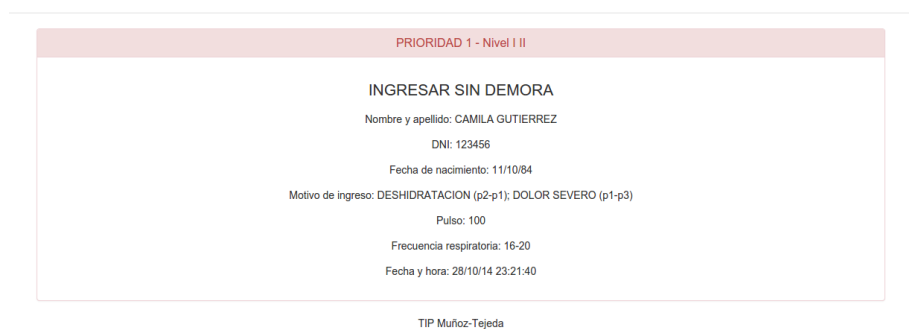 PRIORIDAD 1 - Nivel I II
INGRESAR SIN DEMORA
Nombre y apellido: CAMILA GUTIERREZ
DNI: 123456
Fecha de nacimiento: 11/10/84
Motivo de ingreso: DESHIDRATACION (p2-p1); DOLOR SEVERO (p1-p3)
Pulso: 100
Frecuencia respiratoria: 16-20
Fecha y hora: 28/10/14 23:21:40
TIP Muñoz-Tejeda